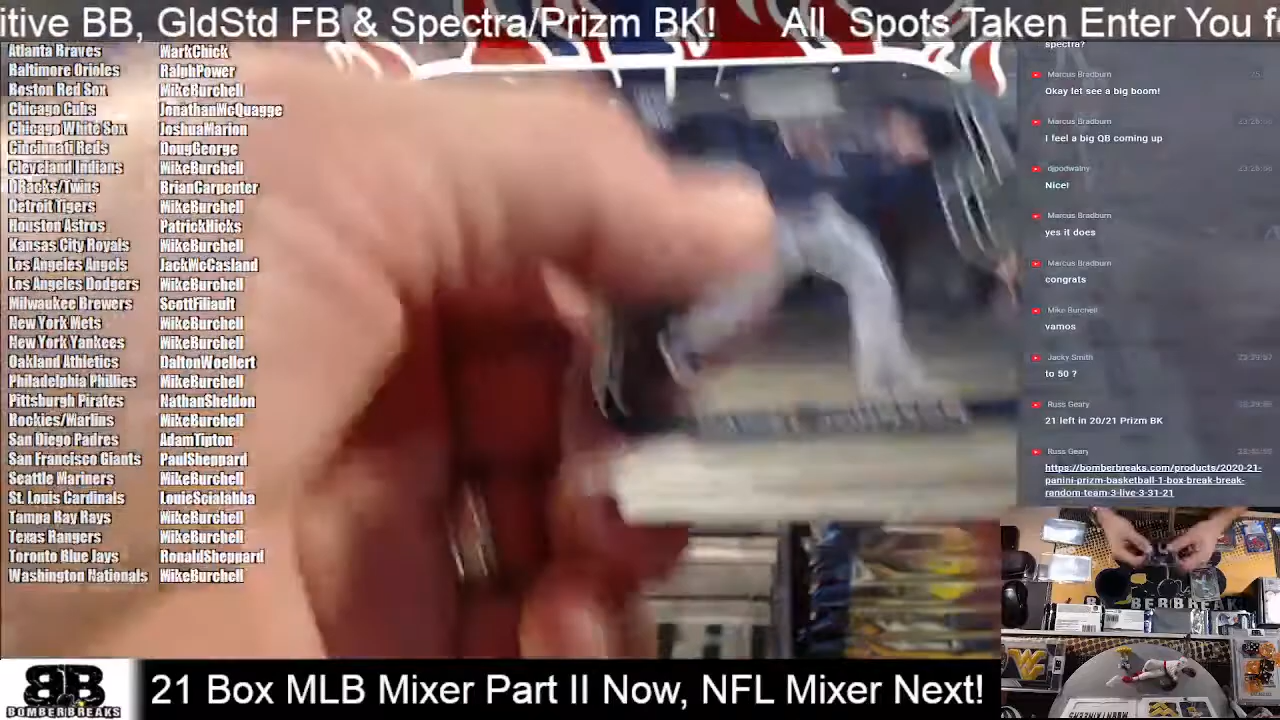 itive BB, GldStd FB & Spectra/Prizm BK! All Spots Taken Enter You f
Atlanta Braves MarkChick
Baltimore Orioles RalphPower
Boston Red Sox MikeBurchell
Chicago Cubs JonathanMcQuagge
Chicago White Sox JoshuaMarion
Cincinnati Reds DougGeorge
Cleveland Indians MikeBurchell
DBacks/Twins BrianCarpenter
Detroit Tigers MikeBurchell
Houston Astros PatrickHicks
Kansas City Royals MikeBurchell
Los Angeles Angels JackMcCasland
Los Angeles Dodgers MikeBurchell
Milwaukee Brewers ScottFiliault
New York Mets MikeBurchell
New York Yankees MikeBurchell
Oakland Athletics DaltonWoellert
Philadelphia Phillies MikeBurchell
Pittsburgh Pirates NathanSheldon
Rockies/Marlins MikeBurchell
San Diego Padres AdamTipton
San Francisco Giants PaulSheppard
Seattle Mariners MikeBurchell
St. Louis Cardinals LouieScialabba
Tampa Bay Rays MikeBurchell
Texas Rangers MikeBurchell
Toronto Blue Jays RonaldSheppard
Washington Nationals MikeBurchell
spectra?
Marcus Bradburn
Okay let see a big boom!
Marcus Bradburn
i feel a big QB coming up
djpodwalny
Nice!
Marcus Bradburn
yes it does
Marcus Bradburn
congrats
Mike Burchell
vamos
Jacky Smith
to 50 ?
Russ Geary
21 left in 20/21 Prizm BK
Russ Geary
https://bomberbreaks.com/products/2020-21-
panini-prizm-basketball-1-box-break-break-
random-team-3-live-3-31-21
BOMBERBREAK
BOMBERBREAKS
21 Box MLB Mixer Part II Now, NFL Mixer Next!